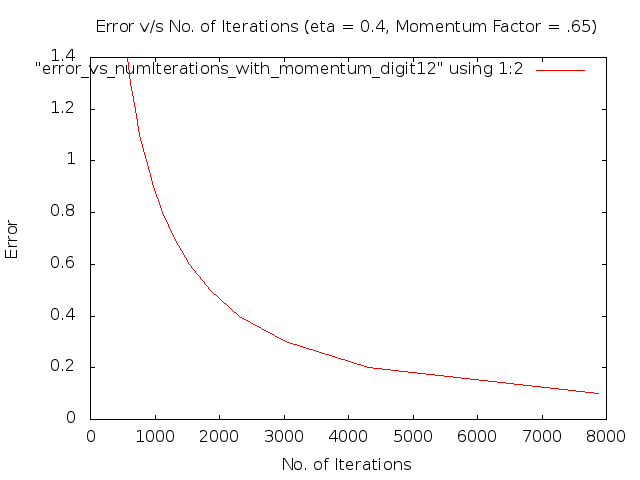 Error v/s No. of Iterations (eta = 0.4, Momentum Factor = .65)
"error_vs_numIterations_with_momentum_digit12" using 1:2
1.4
1.2
1
0.8
0.6
0.4
0.2
0
Error
0 1000 2000 3000 4000 5000 6000 7000 8000
No. of Iterations